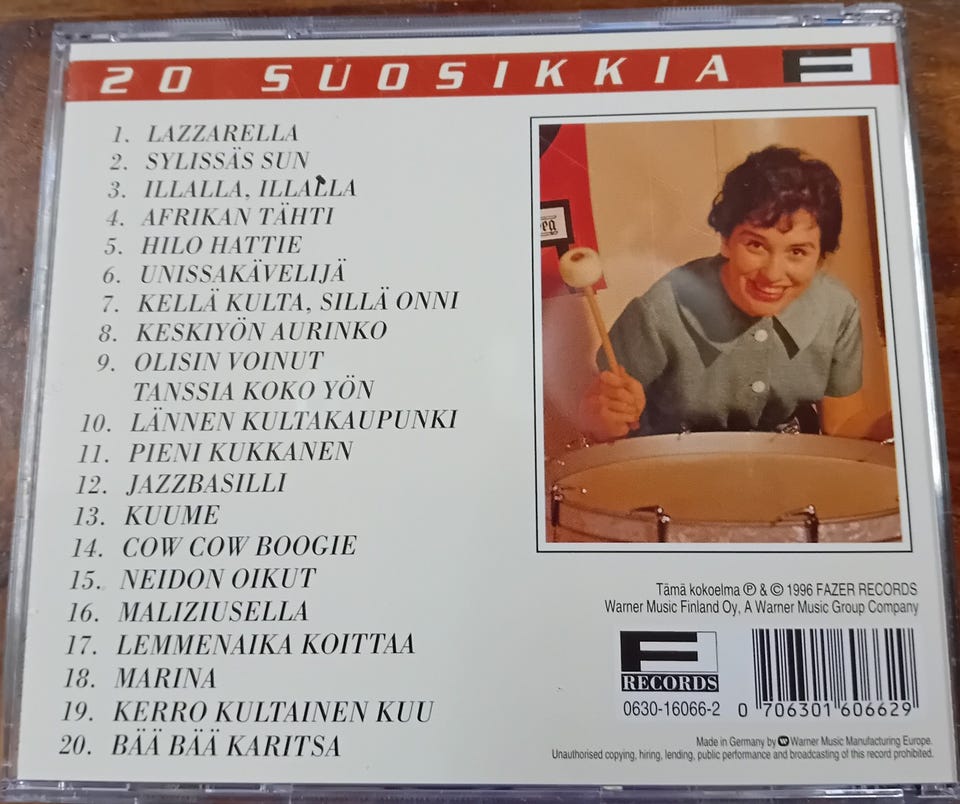 20 SUOSIKKIA F
1. LAZZARELLA
2. SYLISSÄS SUN
3. ILLALLA, ILLALLA
4. AFRIKAN TÄHTI
5. HILO HATTIE
6. UNISSAKÄVELIJÄ
7. KELLÄ KULTA, SILLÄ ONNI
8. KESKIYÖN AURINKO
9. OLISIN VOINUT
TANSSIA KOKO YÖN
10. LÄNNEN KULTAKAUPUNKI
11. PIENI KUKKANEN
12. JAZZBASILLI
13. KUUME
14. COW COW BOOGIE
15. NEIDON OIKUT
16. MALIZIUSELLA
17. LEMMENAIKA KOITTAA
18. MARINA
19. KERRO KULTAINEN KUU
20. BÄÄ BÄÄ KARITSA
Tämä kokoelma ℗ & © 1996 FAZER RECORDS
Warner Music Finland Oy, A Warner Music Group Company
F
RECORDS
0630-16066-2
0 706301 606629
Made in Germany by Warner Music Manufacturing Europe.
Unauthorised copying, hiring, lending, public performance and broadcasting of this record prohibited.